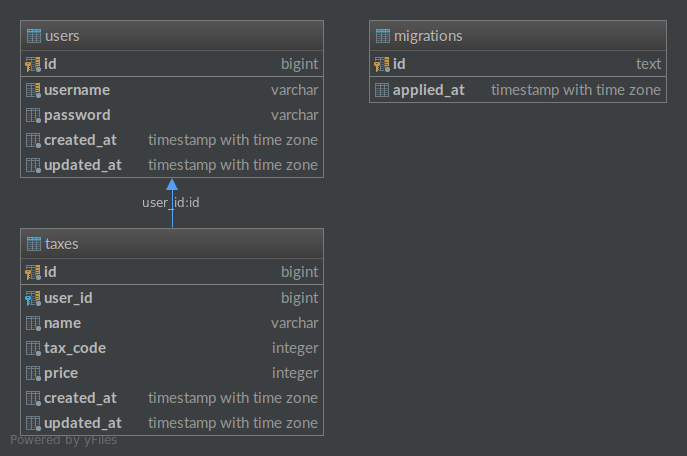 users
id bigint
username varchar
password varchar
created_at timestamp with time zone
updated_at timestamp with time zone
migrations
id text
applied_at timestamp with time zone
user_id:id
taxes
id bigint
user_id bigint
name varchar
tax_code integer
price integer
created_at timestamp with time zone
updated_at timestamp with time zone
Powered by yFiles